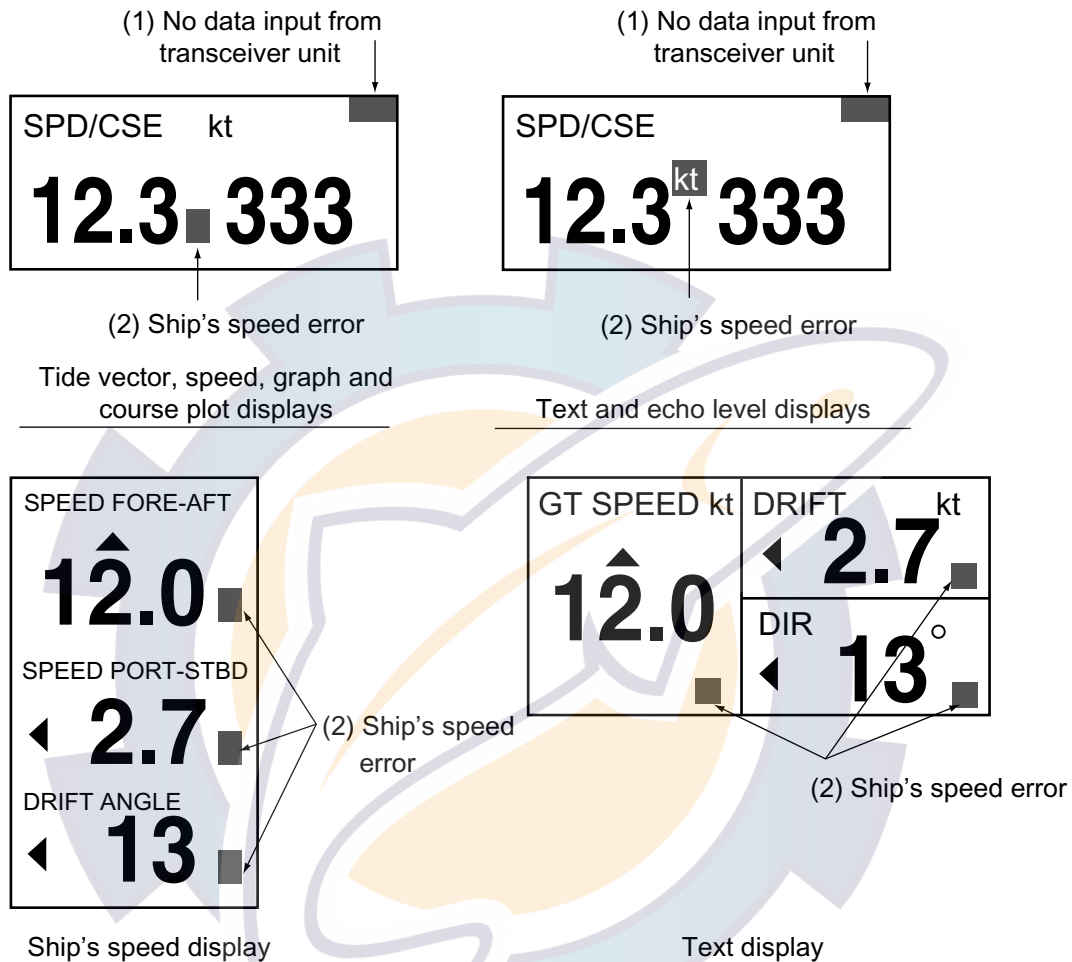 (1) No data input from
transceiver unit
SPD/CSE kt
12.3 333
(2) Ship's speed error
Tide vector, speed, graph and
course plot displays
(1) No data input from
transceiver unit
SPD/CSE
12.3 kt 333
(2) Ship's speed error
Text and echo level displays
SPEED FORE-AFT
12.0
SPEED PORT-STBD
2.7
DRIFT ANGLE
13
(2) Ship's speed
error
Ship's speed display
GT SPEED kt
12.0
DRIFT kt
2.7
DIR
13°
(2) Ship's speed error
Text display